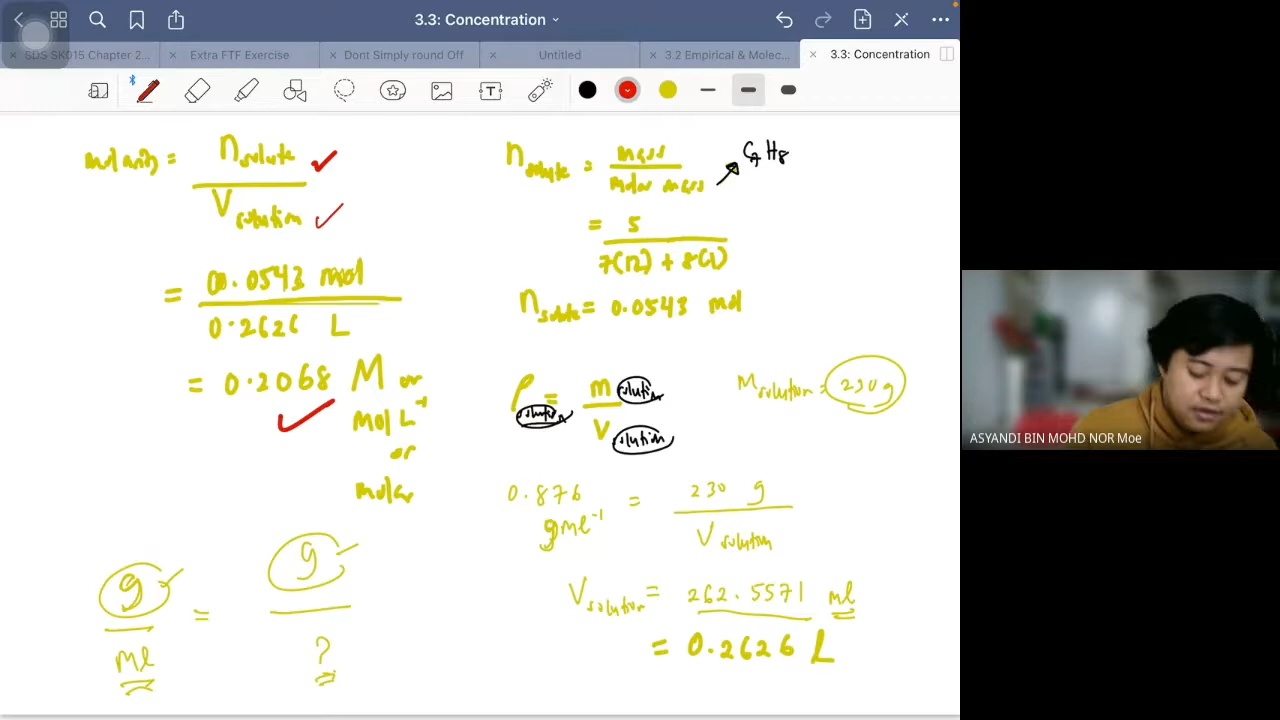 3.3: Concentration
SDS SK015 Chapter 2...
Extra FTF Exercise
Dont Simply round Off
Untitled
3.2 Empirical & Molec...
3.3: Concentration
molarity = n solute
V solution
= 0.0543 mol
0.2626 L
= 0.2068 M or
mol L⁻¹
or
molar
g = g
ml ?
n solute = mass
molar mass
C7H8
= 5
7(12) + 8(1)
n solute = 0.0543 mol
ρ solution = m solution
V solution
M solution = 230 g
0.876 g ml⁻¹ = 230 g
V solution
V solution = 262.5571 ml
= 0.2626 L
ASYANDI BIN MOHD NOR Moe